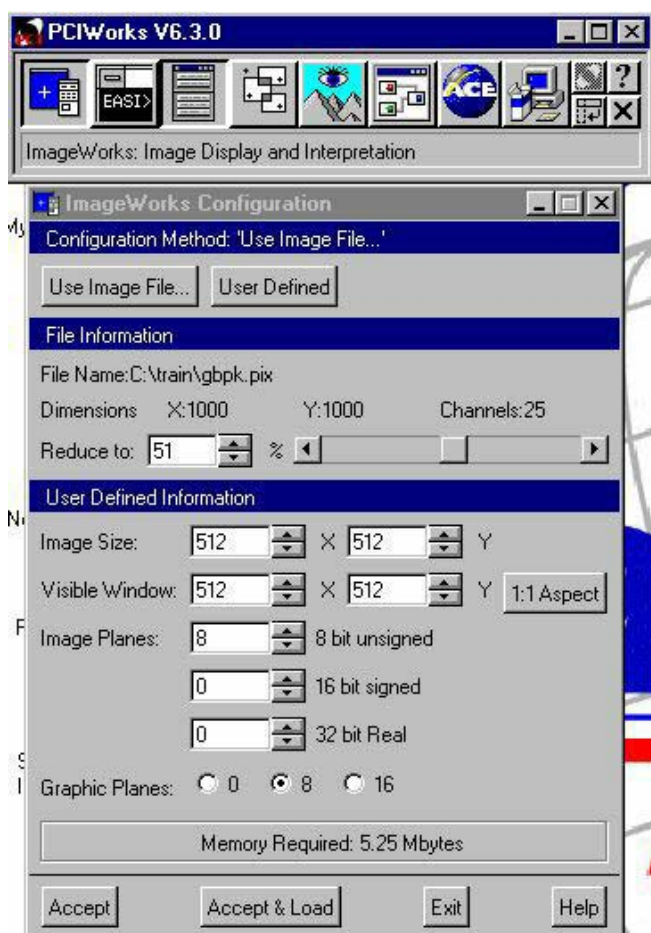 PCIWorks V6.3.0
EASI>
ACE
?
ImageWorks: Image Display and Interpretation
ImageWorks Configuration
Configuration Method: 'Use Image File...'
Use Image File... User Defined
File Information
File Name:C:\train\gbpk.pix
Dimensions X:1000 Y:1000 Channels:25
Reduce to: 51 %
User Defined Information
Image Size: 512 X 512 Y
Visible Window: 512 X 512 Y 1:1 Aspect
Image Planes: 8 8 bit unsigned
0 16 bit signed
0 32 bit Real
Graphic Planes: 0 8 16
Memory Required: 5.25 Mbytes
Accept Accept & Load Exit Help